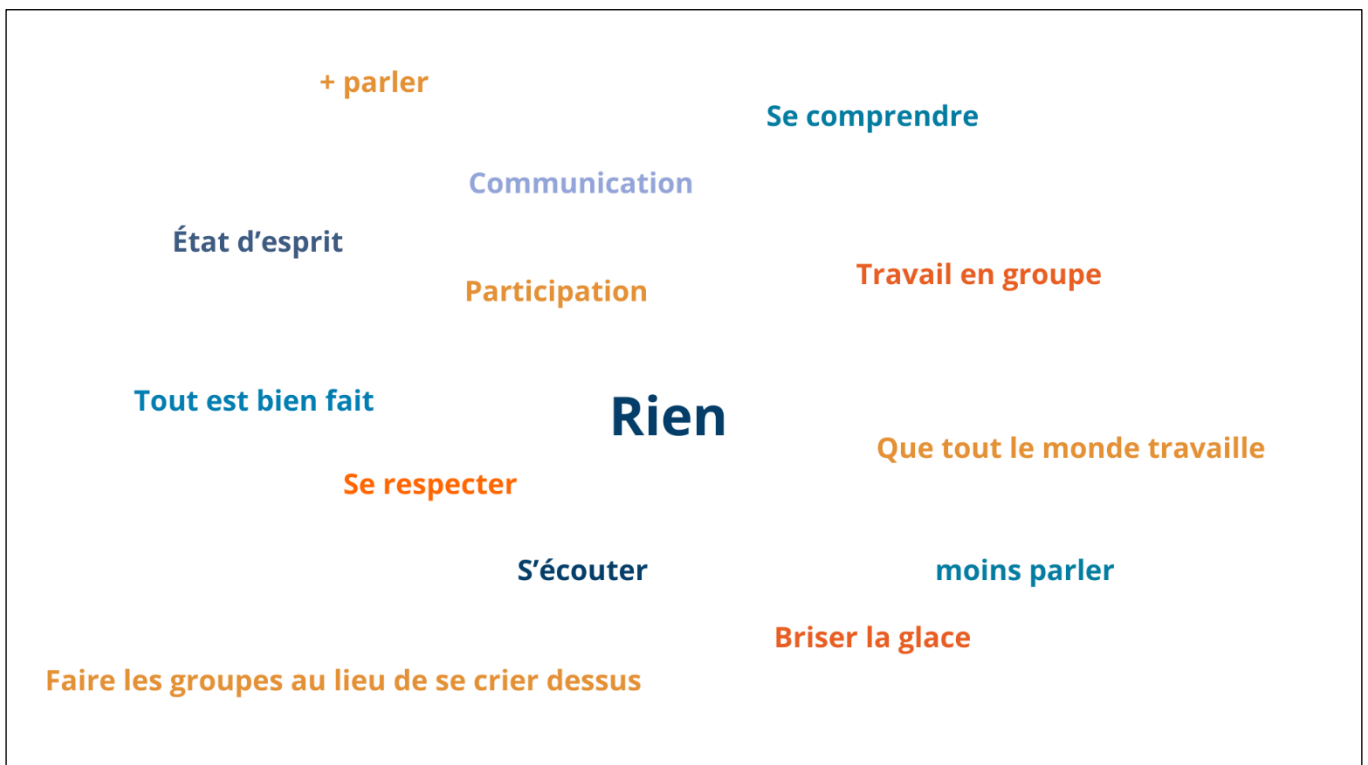 + parler
Se comprendre
Communication
État d’esprit
Travail en groupe
Participation
Tout est bien fait
Rien
Que tout le monde travaille
Se respecter
S’écouter
moins parler
Briser la glace
Faire les groupes au lieu de se crier dessus